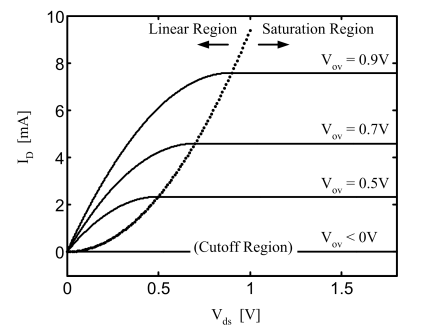 Linear Region
Saturation Region
V_ov = 0.9V
V_ov = 0.7V
V_ov = 0.5V
V_ov < 0V
(Cutoff Region)
10
8
6
4
2
0
I_D [mA]
0
0.5
1
1.5
V_ds [V]